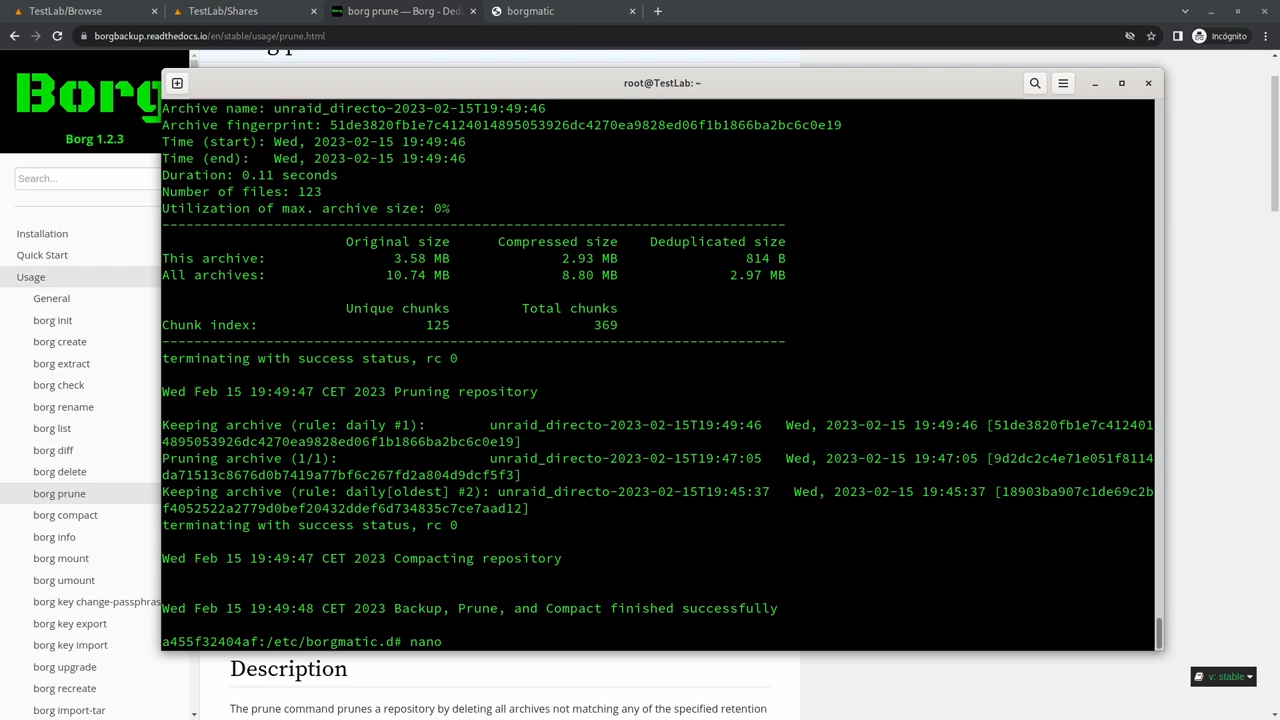 TestLab/Browse
TestLab/Shares
borg prune — Borg - Ded
borgmatic
borgbackup.readthedocs.io/en/stable/usage/prune.html
Incógnito
Borg
Borg 1.2.3
Search...
Installation
Quick Start
Usage
General
borg init
borg create
borg extract
borg check
borg rename
borg list
borg diff
borg delete
borg prune
borg compact
borg info
borg mount
borg umount
borg key change-passphras
borg key export
borg key import
borg upgrade
borg recreate
borg import-tar
root@TestLab: ~
Archive name: unraid_directo-2023-02-15T19:49:46
Archive fingerprint: 51de3820fb1e7c4124014895053926dc4270ea9828ed06f1b1866ba2bc6c0e19
Time (start): Wed, 2023-02-15 19:49:46
Time (end):   Wed, 2023-02-15 19:49:46
Duration: 0.11 seconds
Number of files: 123
Utilization of max. archive size: 0%
------------------------------------------------------------------------------
Original size      Compressed size    Deduplicated size
This archive:                3.58 MB              2.93 MB                814 B
All archives:               10.74 MB              8.80 MB              2.97 MB
Unique chunks         Total chunks
Chunk index:                     125                  369
------------------------------------------------------------------------------
terminating with success status, rc 0
Wed Feb 15 19:49:47 CET 2023 Pruning repository
Keeping archive (rule: daily #1):        unraid_directo-2023-02-15T19:49:46   Wed, 2023-02-15 19:49:46 [51de3820fb1e7c412401
4895053926dc4270ea9828ed06f1b1866ba2bc6c0e19]
Pruning archive (1/1):                   unraid_directo-2023-02-15T19:47:05   Wed, 2023-02-15 19:47:05 [9d2dc2c4e71e051f8114
da71513c8676d0b7419a77bf6c267fd2a804d9dcf5f3]
Keeping archive (rule: daily[oldest] #2): unraid_directo-2023-02-15T19:45:37   Wed, 2023-02-15 19:45:37 [18903ba907c1de69c2b
f4052522a2779d0bef20432ddef6d734835c7ce7aad12]
terminating with success status, rc 0
Wed Feb 15 19:49:47 CET 2023 Compacting repository
Wed Feb 15 19:49:48 CET 2023 Backup, Prune, and Compact finished successfully
a455f32404af:/etc/borgmatic.d# nano
Description
The prune command prunes a repository by deleting all archives not matching any of the specified retention
v: stable